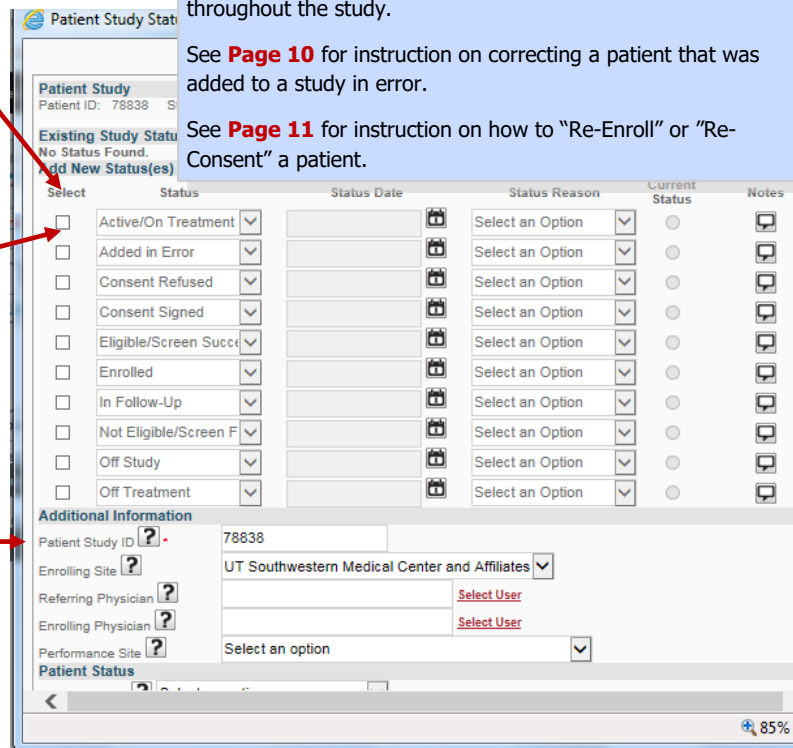 Patient Study Stat
throughout the study.
See Page 10 for instruction on correcting a patient that was
added to a study in error.
See Page 11 for instruction on how to “Re-Enroll” or ”Re-
Consent” a patient.
Patient Study
Patient ID: 78838 St
Existing Study Statu
No Status Found.
Add New Status(es)
Select Status Status Date Status Reason Current Status Notes
Active/On Treatment Select an Option
Added in Error Select an Option
Consent Refused Select an Option
Consent Signed Select an Option
Eligible/Screen Succe Select an Option
Enrolled Select an Option
In Follow-Up Select an Option
Not Eligible/Screen F Select an Option
Off Study Select an Option
Off Treatment Select an Option
Additional Information
Patient Study ID ? * 78838
Enrolling Site ? UT Southwestern Medical Center and Affiliates
Referring Physician ? Select User
Enrolling Physician ? Select User
Performance Site ? Select an option
Patient Status
85%